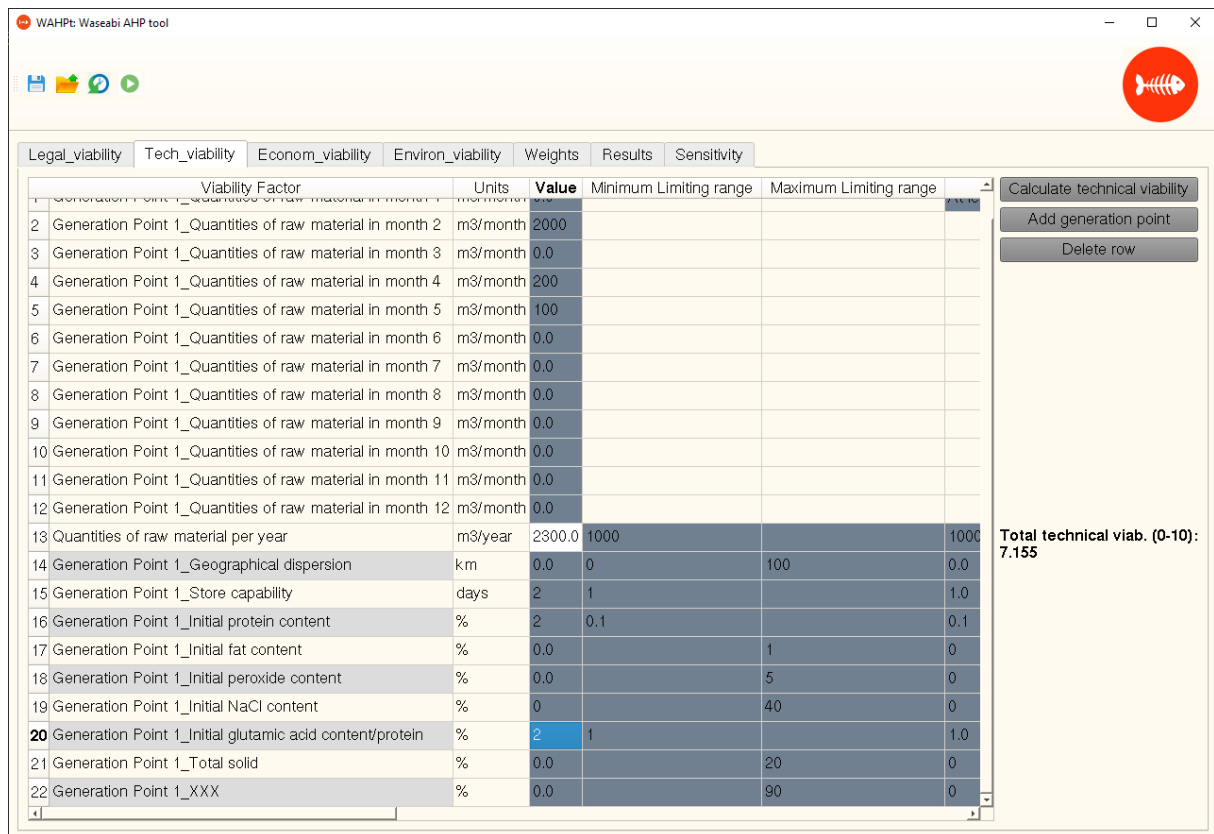 WAHPt: Waseabi AHP tool
Legal_viability Tech_viability Econom_viability Environ_viability Weights Results Sensitivity
Viability Factor Units Value Minimum Limiting range Maximum Limiting range
Calculate technical viability
Add generation point
Delete row
1 Generation Point 1_Quantities of raw material in month 1 m3/month 0.0
2 Generation Point 1_Quantities of raw material in month 2 m3/month 2000
3 Generation Point 1_Quantities of raw material in month 3 m3/month 0.0
4 Generation Point 1_Quantities of raw material in month 4 m3/month 200
5 Generation Point 1_Quantities of raw material in month 5 m3/month 100
6 Generation Point 1_Quantities of raw material in month 6 m3/month 0.0
7 Generation Point 1_Quantities of raw material in month 7 m3/month 0.0
8 Generation Point 1_Quantities of raw material in month 8 m3/month 0.0
9 Generation Point 1_Quantities of raw material in month 9 m3/month 0.0
10 Generation Point 1_Quantities of raw material in month 10 m3/month 0.0
11 Generation Point 1_Quantities of raw material in month 11 m3/month 0.0
12 Generation Point 1_Quantities of raw material in month 12 m3/month 0.0
13 Quantities of raw material per year m3/year 2300.0 1000 1000
Total technical viab. (0-10):
7.155
14 Generation Point 1_Geographical dispersion km 0.0 0 100 0.0
15 Generation Point 1_Store capability days 2 1 1.0
16 Generation Point 1_Initial protein content % 2 0.1 0.1
17 Generation Point 1_Initial fat content % 0.0 1 0
18 Generation Point 1_Initial peroxide content % 0.0 5 0
19 Generation Point 1_Initial NaCl content % 0 40 0
20 Generation Point 1_Initial glutamic acid content/protein % 2 1 1.0
21 Generation Point 1_Total solid % 0.0 20 0
22 Generation Point 1_XXX % 0.0 90 0